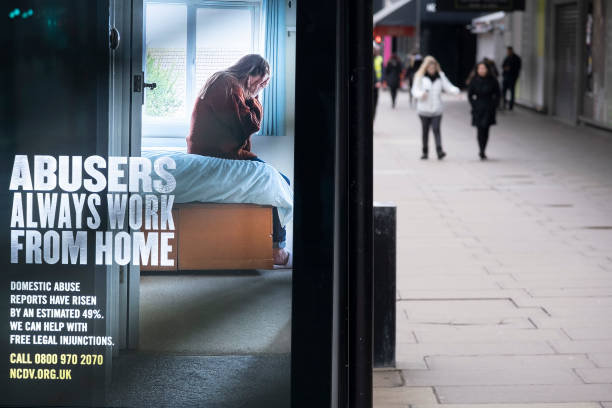 ABUSERS
ALWAYS WORK
FROM HOME
DOMESTIC ABUSE
REPORTS HAVE RISEN
BY AN ESTIMATED 49%.
WE CAN HELP WITH
FREE LEGAL INJUNCTIONS.
CALL 0800 970 2070
NCDV.ORG.UK